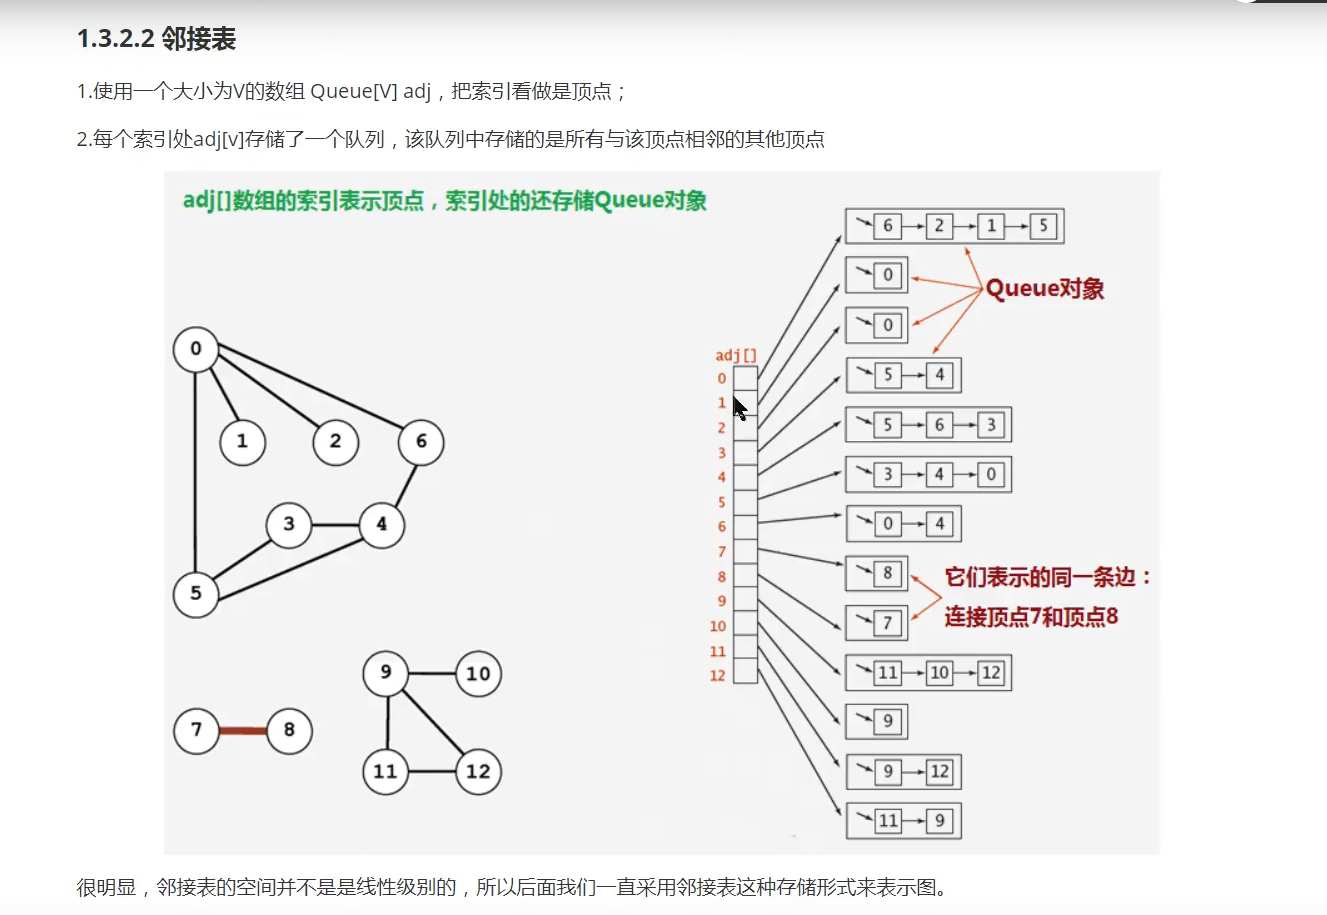 1.3.2.2 邻接表
1.使用一个大小为V的数组 Queue[V] adj，把索引看做是顶点；
2.每个索引处adj[v]存储了一个队列，该队列中存储的是所有与该顶点相邻的其他顶点
adj[]数组的索引表示顶点，索引处的还存储Queue对象
6 2 1 5
0
Queue对象
0
0
adj[]
0
5 4
1
1 2 6
2
5 6 3
3
4
3 4 0
5
3 4
6
0 4
7
8
它们表示的同一条边：
8
5
9
7
连接顶点7和顶点8
10
11
12
9 10
11 10 12
7 8
9
11 12
9 12
11 9
很明显，邻接表的空间并不是是线性级别的，所以后面我们一直采用邻接表这种存储形式来表示图。